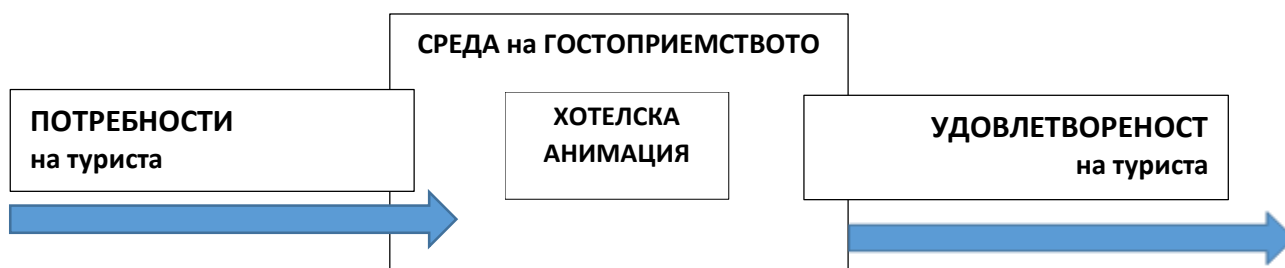 СРЕДА на ГОСТОПРИЕМСТВОТО
ПОТРЕБНОСТИ
на туриста
ХОТЕЛСКА
АНИМАЦИЯ
УДОВЛЕТВОРЕНОСТ
на туриста